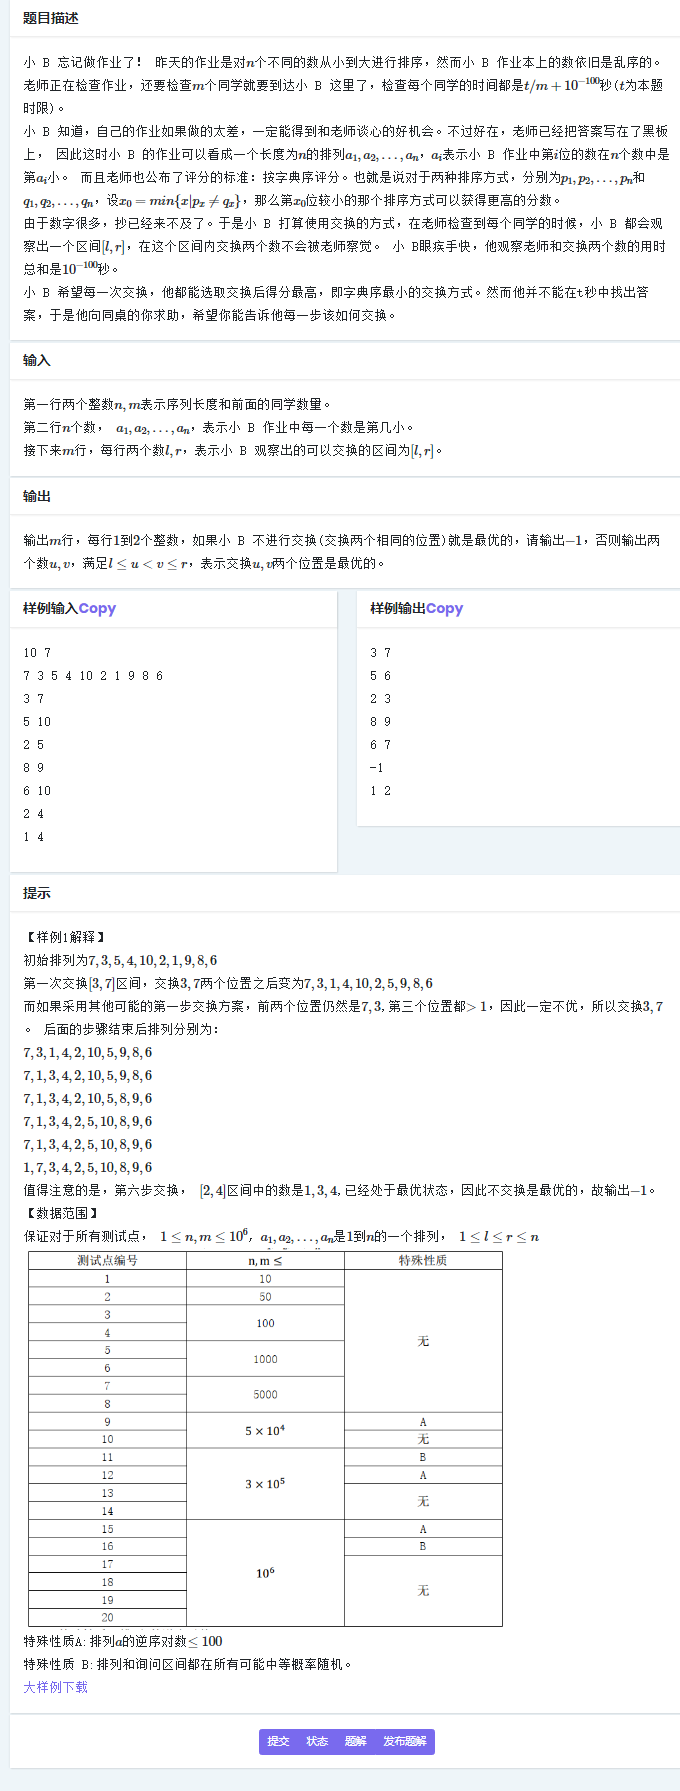 题目描述
小 B 忘记做作业了！ 昨天的作业是对n个不同的数从小到大进行排序，然而小 B 作业本上的数依旧是乱序的。
老师正在检查作业，还要检查m个同学就要到达小 B 这里了，检查每个同学的时间都是t/m + 10^{-100}秒(t为本题
时限)。
小 B 知道，自己的作业如果做的太差，一定能得到和老师谈心的好机会。不过好在，老师已经把答案写在了黑板
上， 因此这时小 B 的作业可以看成一个长度为n的排列a_1, a_2, ..., a_n，a_i表示小 B 作业中第i位的数在n个数中是
第a_i小。 而且老师也公布了评分的标准：按字典序评分。也就是说对于两种排序方式，分别为p_1, p_2, ..., p_n和
q_1, q_2, ..., q_n，设x_0 = min{x|p_x ≠ q_x}，那么第x_0位较小的那个排序方式可以获得更高的分数。
由于数字很多，抄已经来不及了。于是小 B 打算使用交换的方式，在老师检查到每个同学的时候，小 B 都会观
察出一个区间[l, r]，在这个区间内交换两个数不会被老师察觉。 小 B眼疾手快，他观察老师和交换两个数的用时
总和是10^{-100}秒。
小 B 希望每一次交换，他都能选取交换后得分最高，即字典序最小的交换方式。然而他并不能在t秒中找出答
案，于是他向同桌的你求助，希望你能告诉他每一步该如何交换。
输入
第一行两个整数n, m表示序列长度和前面的同学数量。
第二行n个数， a_1, a_2, ..., a_n，表示小 B 作业中每一个数是第几小。
接下来m行，每行两个数l, r，表示小 B 观察出的可以交换的区间为[l, r]。
输出
输出m行，每行1到2个整数，如果小 B 不进行交换(交换两个相同的位置)就是最优的，请输出−1，否则输出两
个数u, v，满足l ≤ u < v ≤ r，表示交换u, v两个位置是最优的。
样例输入Copy
10 7
7 3 5 4 10 2 1 9 8 6
3 7
5 10
2 5
8 9
6 10
2 4
1 4
样例输出Copy
3 7
5 6
2 3
8 9
6 7
-1
1 2
提示
【样例1解释】
初始排列为7, 3, 5, 4, 10, 2, 1, 9, 8, 6
第一次交换[3, 7]区间，交换3, 7两个位置之后变为7, 3, 1, 4, 10, 2, 5, 9, 8, 6
而如果采用其他可能的第一步交换方案，前两个位置仍然是7, 3, 第三个位置都> 1，因此一定不优，所以交换3, 7
。 后面的步骤结束后排列分别为：
7, 3, 1, 4, 2, 10, 5, 9, 8, 6
7, 1, 3, 4, 2, 10, 5, 9, 8, 6
7, 1, 3, 4, 2, 10, 5, 8, 9, 6
7, 1, 3, 4, 2, 5, 10, 8, 9, 6
7, 1, 3, 4, 2, 5, 10, 8, 9, 6
1, 7, 3, 4, 2, 5, 10, 8, 9, 6
值得注意的是，第六步交换， [2, 4]区间中的数是1, 3, 4, 已经处于最优状态，因此不交换是最优的，故输出−1。
【数据范围】
保证对于所有测试点， 1 ≤ n, m ≤ 10^6，a_1, a_2, ..., a_n是1到n的一个排列， 1 ≤ l ≤ r ≤ n
测试点编号 n, m ≤ 特殊性质
1 10 无
2 50
3 100
4
5 1000
6
7 5000
8
9 5 × 10^4 A
10 无
11 3 × 10^5 B
12 A
13 无
14
15 10^6 A
16 B
17 无
18
19
20
特殊性质A: 排列a的逆序对数≤ 100
特殊性质 B: 排列和询问区间都在所有可能中等概率随机。
大样例下载
提交 状态 题解 发布题解